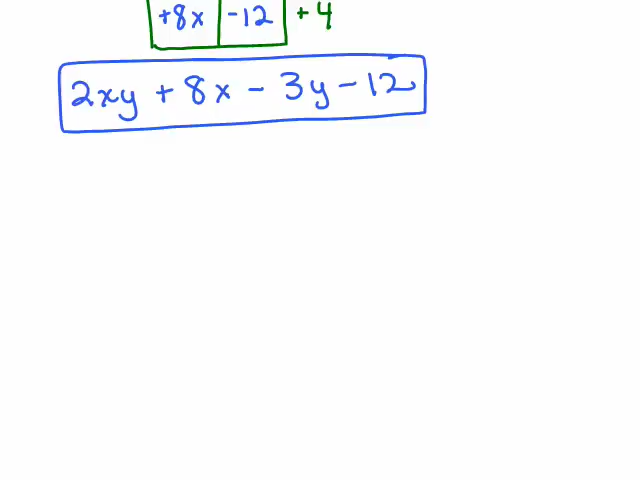 +8x -12 +4
2xy + 8x - 3y - 12